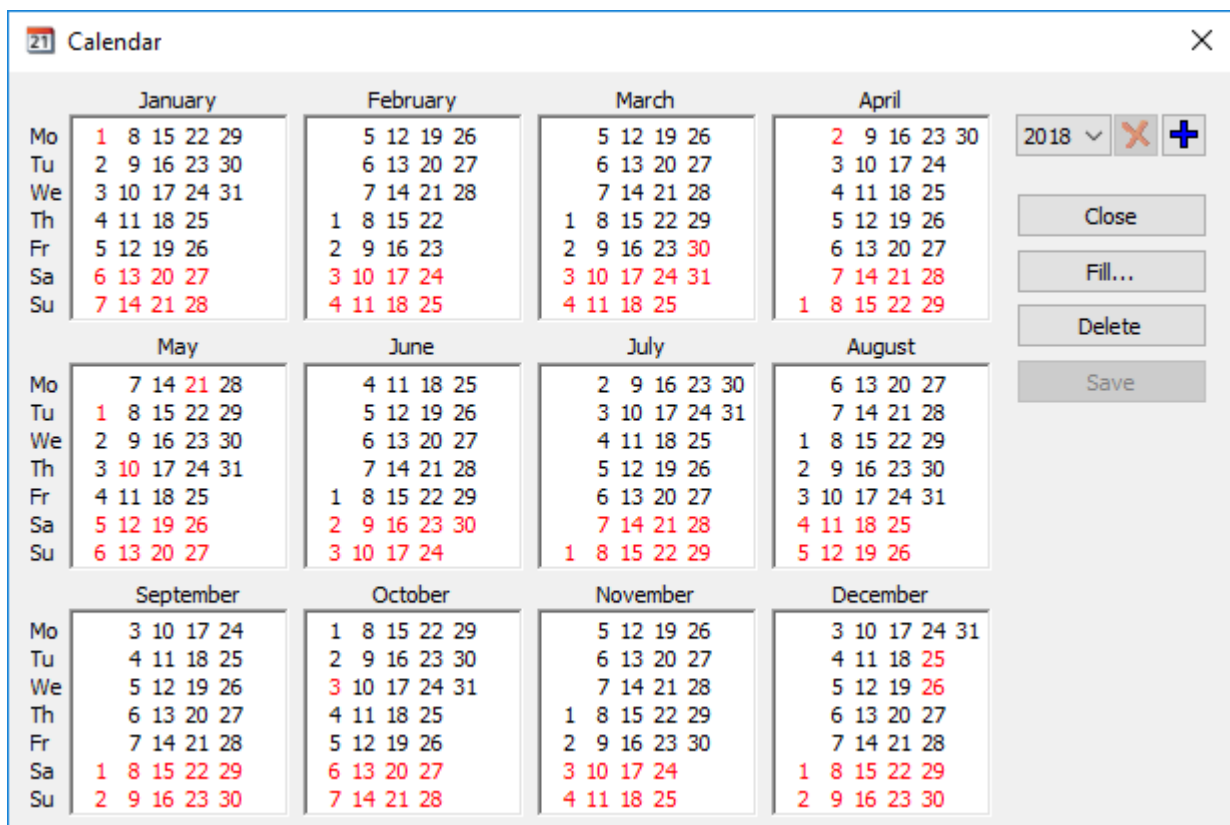 21 Calendar
January February March April
Mo 1 8 15 22 29 5 12 19 26 5 12 19 26 2 9 16 23 30 2018
Tu 2 9 16 23 30 6 13 20 27 6 13 20 27 3 10 17 24
We 3 10 17 24 31 7 14 21 28 7 14 21 28 4 11 18 25
Th 4 11 18 25 1 8 15 22 1 8 15 22 29 5 12 19 26 Close
Fr 5 12 19 26 2 9 16 23 2 9 16 23 30 6 13 20 27
Sa 6 13 20 27 3 10 17 24 3 10 17 24 31 7 14 21 28 Fill...
Su 7 14 21 28 4 11 18 25 4 11 18 25 1 8 15 22 29
Delete
May June July August
Mo 7 14 21 28 4 11 18 25 2 9 16 23 30 6 13 20 27 Save
Tu 1 8 15 22 29 5 12 19 26 3 10 17 24 31 7 14 21 28
We 2 9 16 23 30 6 13 20 27 4 11 18 25 1 8 15 22 29
Th 3 10 17 24 31 7 14 21 28 5 12 19 26 2 9 16 23 30
Fr 4 11 18 25 1 8 15 22 29 6 13 20 27 3 10 17 24 31
Sa 5 12 19 26 2 9 16 23 30 7 14 21 28 4 11 18 25
Su 6 13 20 27 3 10 17 24 1 8 15 22 29 5 12 19 26
September October November December
Mo 3 10 17 24 1 8 15 22 29 5 12 19 26 3 10 17 24 31
Tu 4 11 18 25 2 9 16 23 30 6 13 20 27 4 11 18 25
We 5 12 19 26 3 10 17 24 31 7 14 21 28 5 12 19 26
Th 6 13 20 27 4 11 18 25 1 8 15 22 29 6 13 20 27
Fr 7 14 21 28 5 12 19 26 2 9 16 23 30 7 14 21 28
Sa 1 8 15 22 29 6 13 20 27 3 10 17 24 1 8 15 22 29
Su 2 9 16 23 30 7 14 21 28 4 11 18 25 2 9 16 23 30